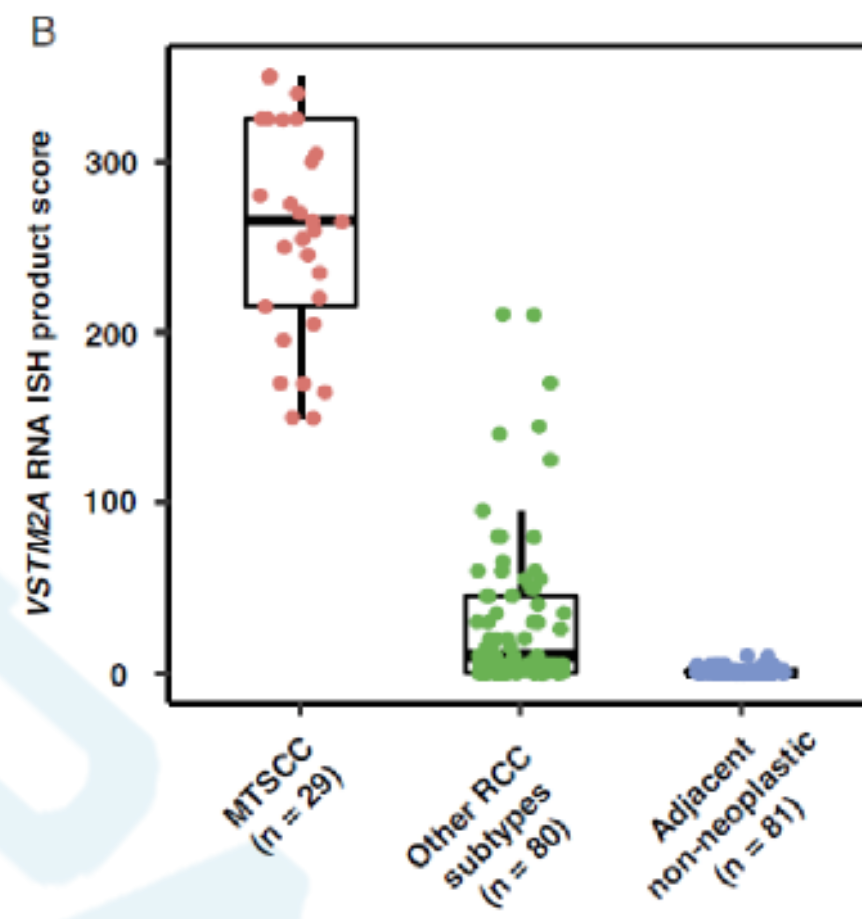 B
VSTM2A RNA ISH product score
300
200
100
0
MTSCC
(n = 29)
Other RCC
subtypes
(n = 80)
Adjacent
non-neoplastic
(n = 81)